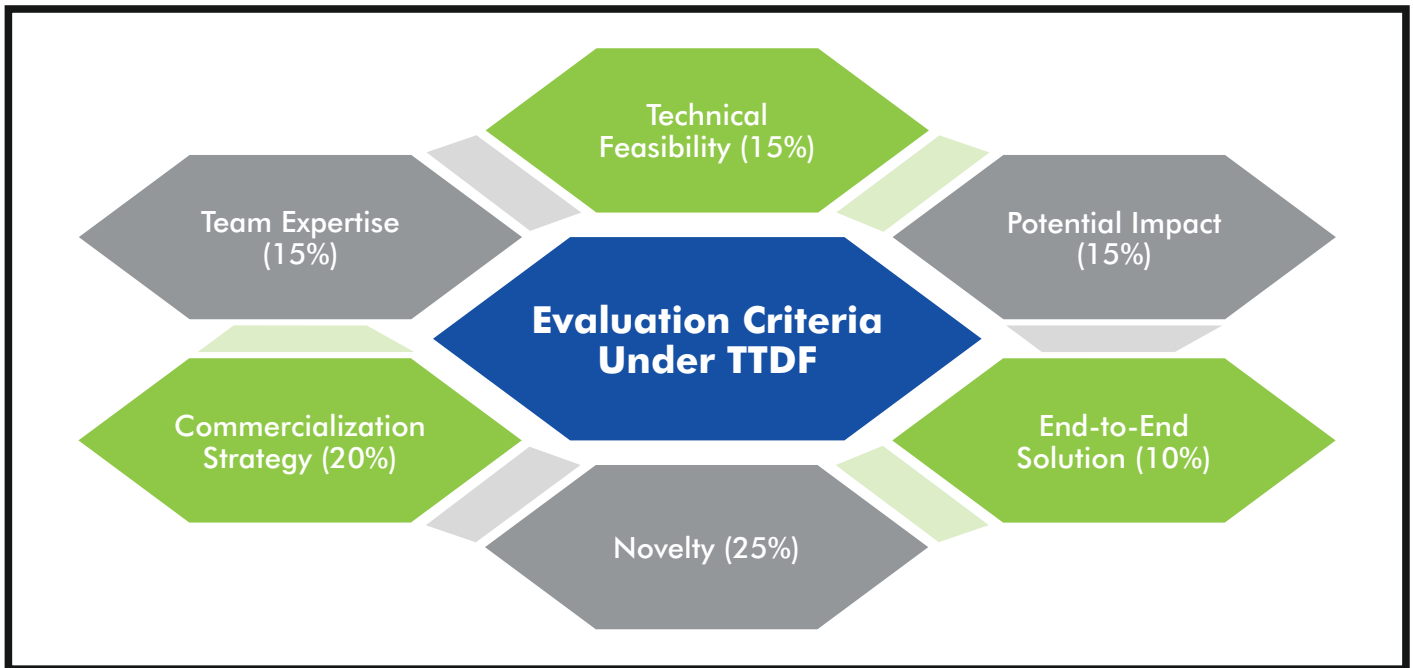 Technical
Feasibility (15%)
Team Expertise
(15%)
Potential Impact
(15%)
Evaluation Criteria
Under TTDF
Commercialization
Strategy (20%)
End-to-End
Solution (10%)
Novelty (25%)